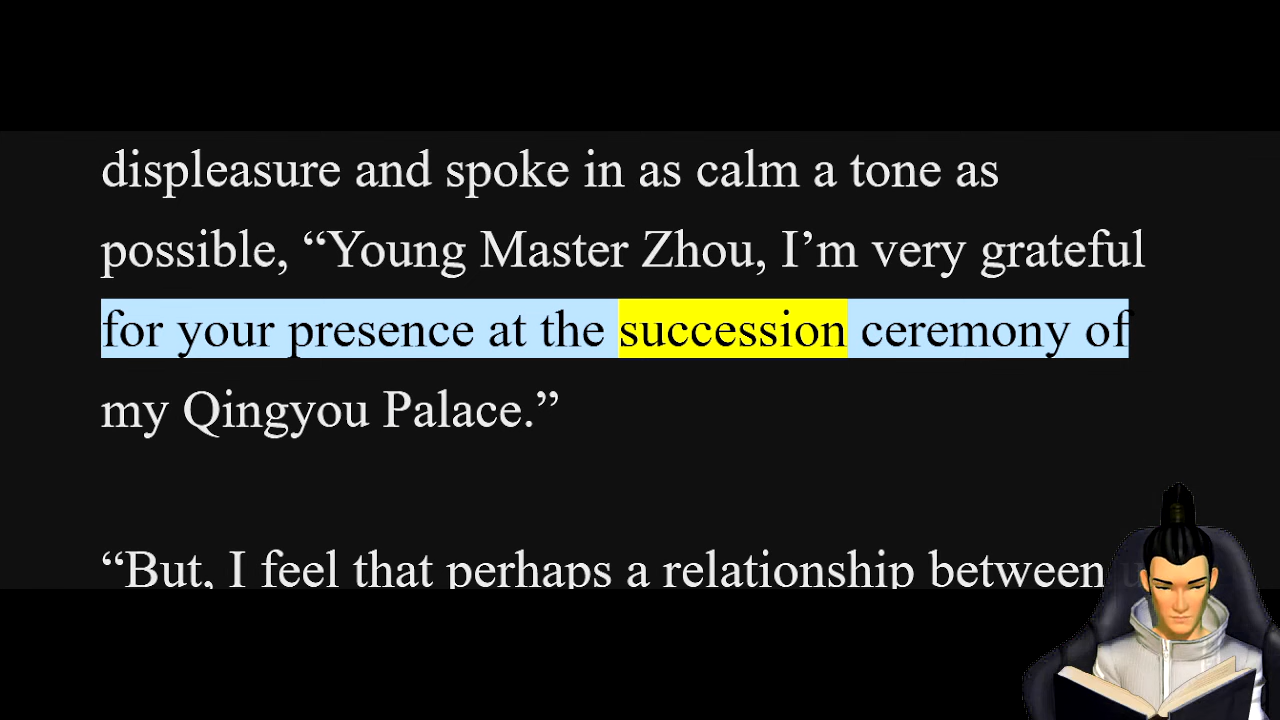 displeasure and spoke in as calm a tone as
possible, “Young Master Zhou, I’m very grateful
for your presence at the succession ceremony of
my Qingyou Palace.”
“But, I feel that perhaps a relationship between